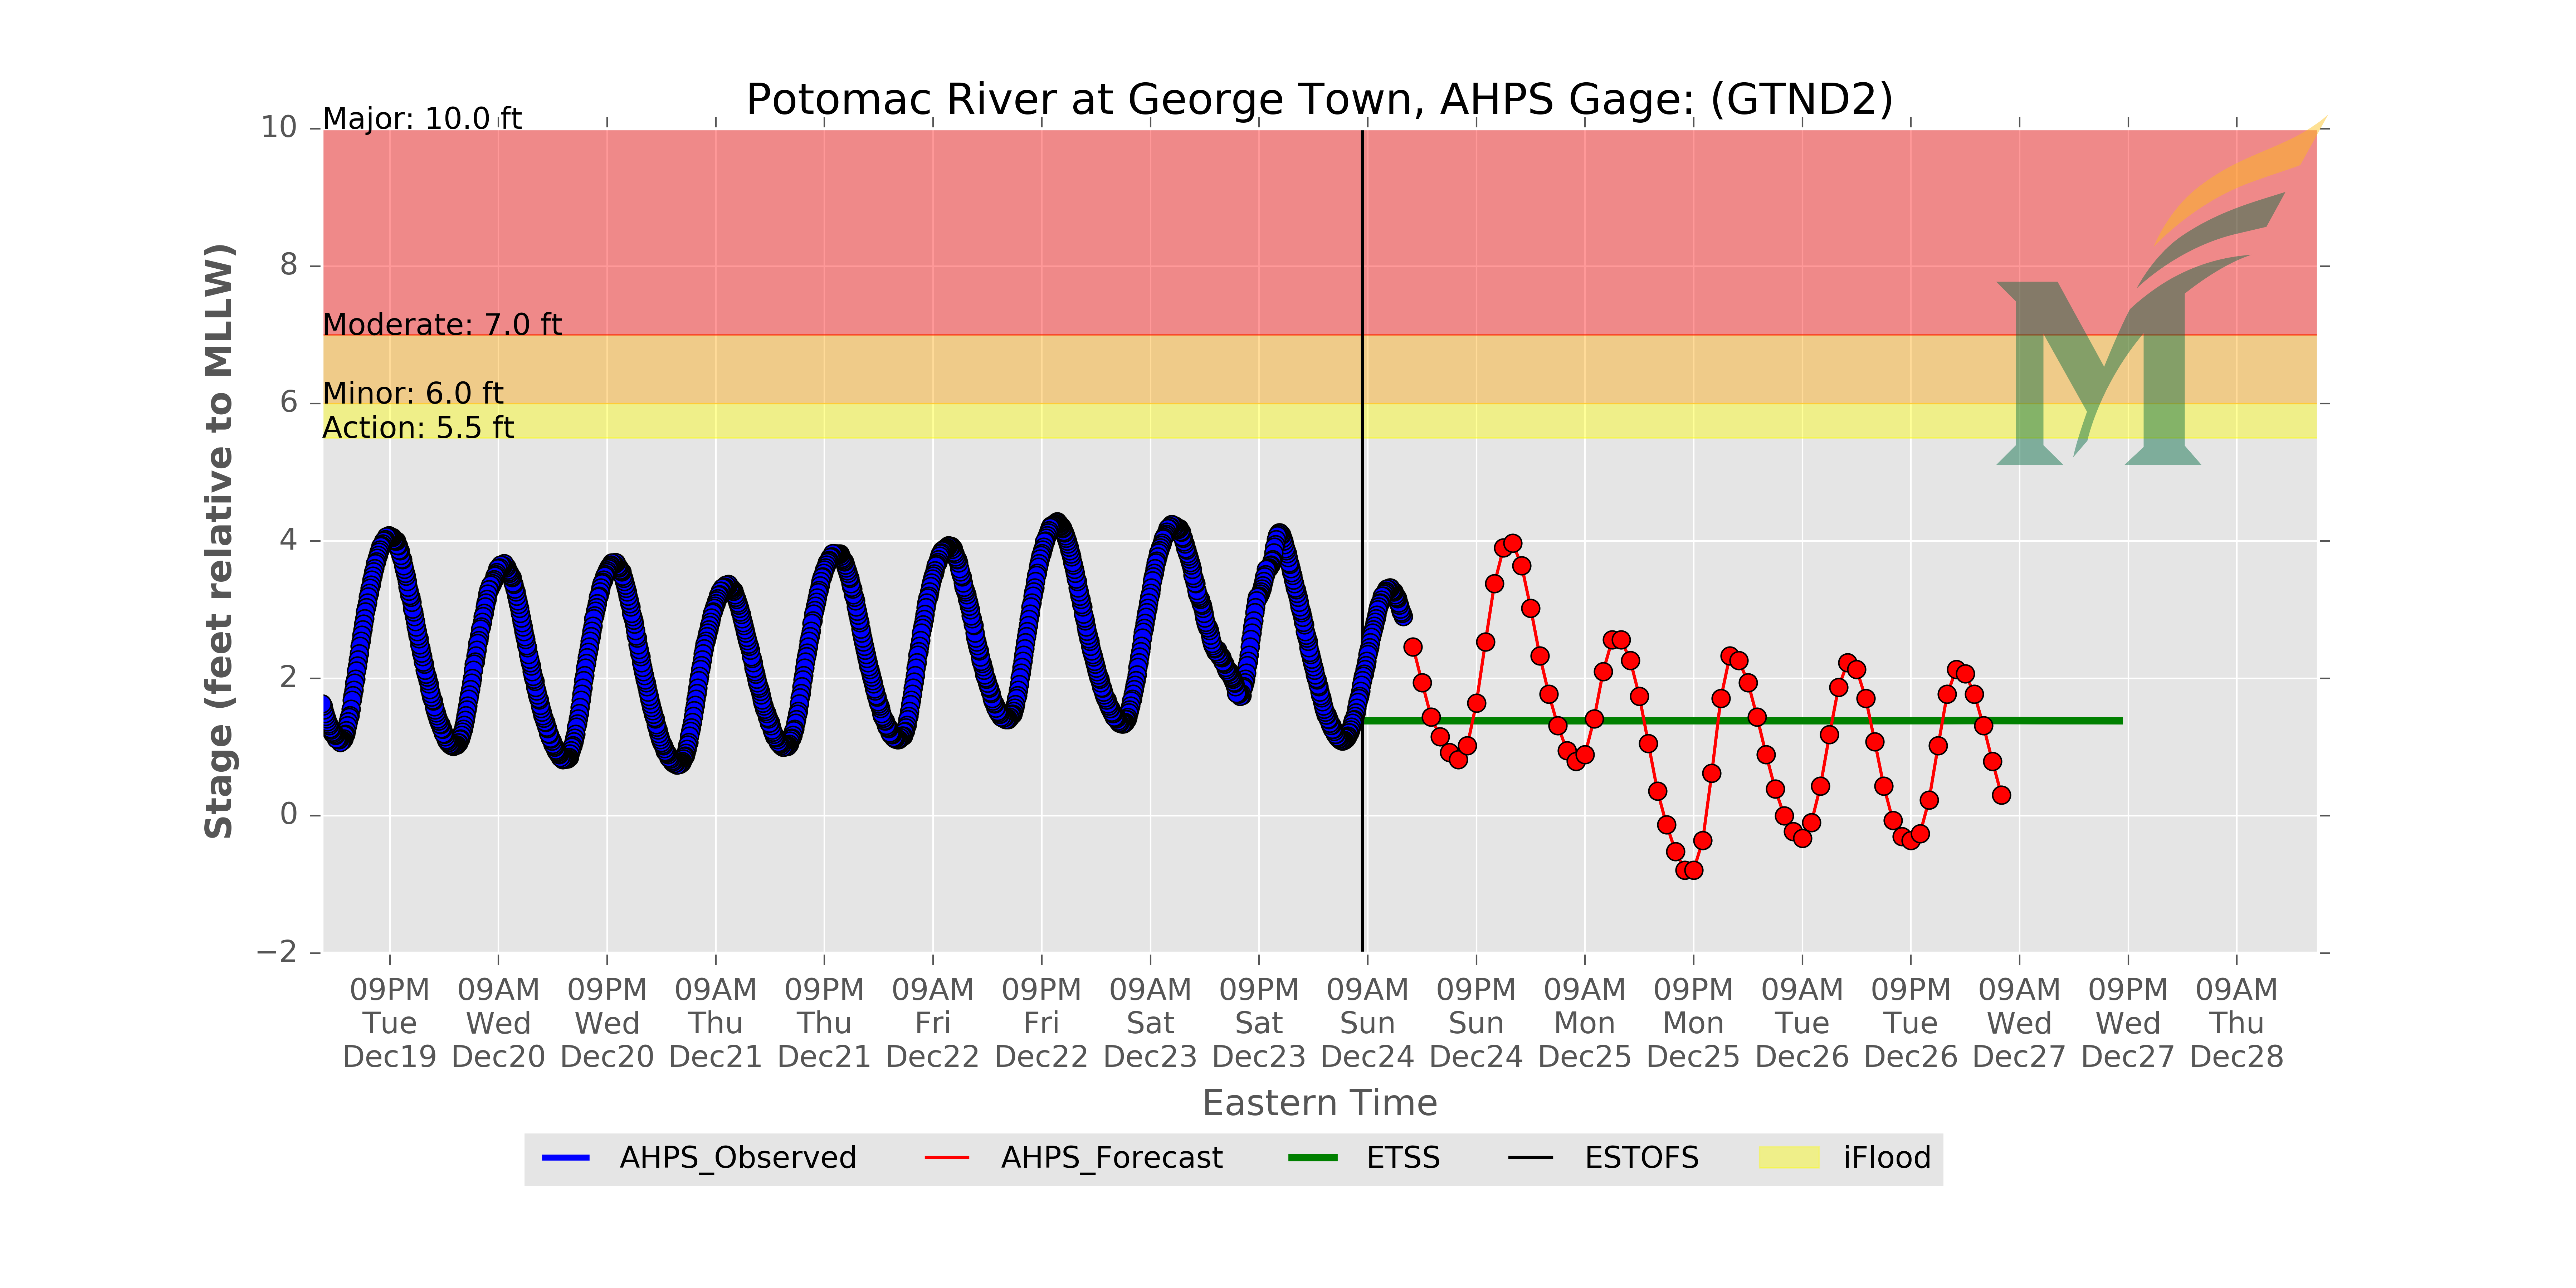 Potomac River at George Town, AHPS Gage: (GTND2)
Major: 10.0 ft
Moderate: 7.0 ft
Minor: 6.0 ft
Action: 5.5 ft
Stage (feet relative to MLLW)
10
8
6
4
2
0
−2
09PM 09AM 09PM 09AM 09PM 09AM 09PM 09AM 09PM 09AM 09PM 09AM 09PM 09AM 09PM 09AM 09PM 09AM
Tue Wed Wed Thu Thu Fri Fri Sat Sat Sun Sun Mon Mon Tue Tue Wed Wed Thu
Dec19 Dec20 Dec20 Dec21 Dec21 Dec22 Dec22 Dec23 Dec23 Dec24 Dec24 Dec25 Dec25 Dec26 Dec26 Dec27 Dec27 Dec28
Eastern Time
AHPS_Observed AHPS_Forecast ETSS ESTOFS iFlood
M